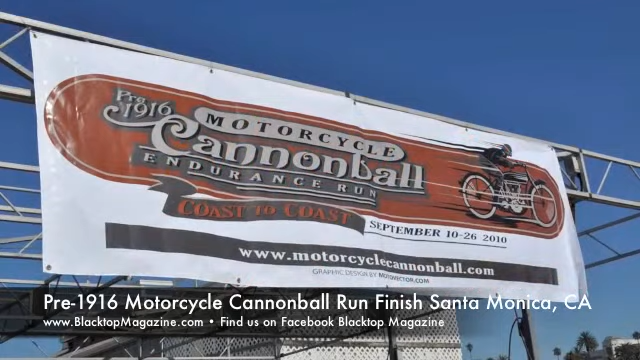 Pre
1916
MOTORCYCLE
Cannonball
ENDURANCE RUN
COAST TO COAST
SEPTEMBER 10-26 2010
www.motorcyclecannonball.com
GRAPHIC DESIGN BY MOTOVECTOR.COM
Pre-1916 Motorcycle Cannonball Run Finish Santa Monica, CA
www.BlacktopMagazine.com • Find us on Facebook Blacktop Magazine